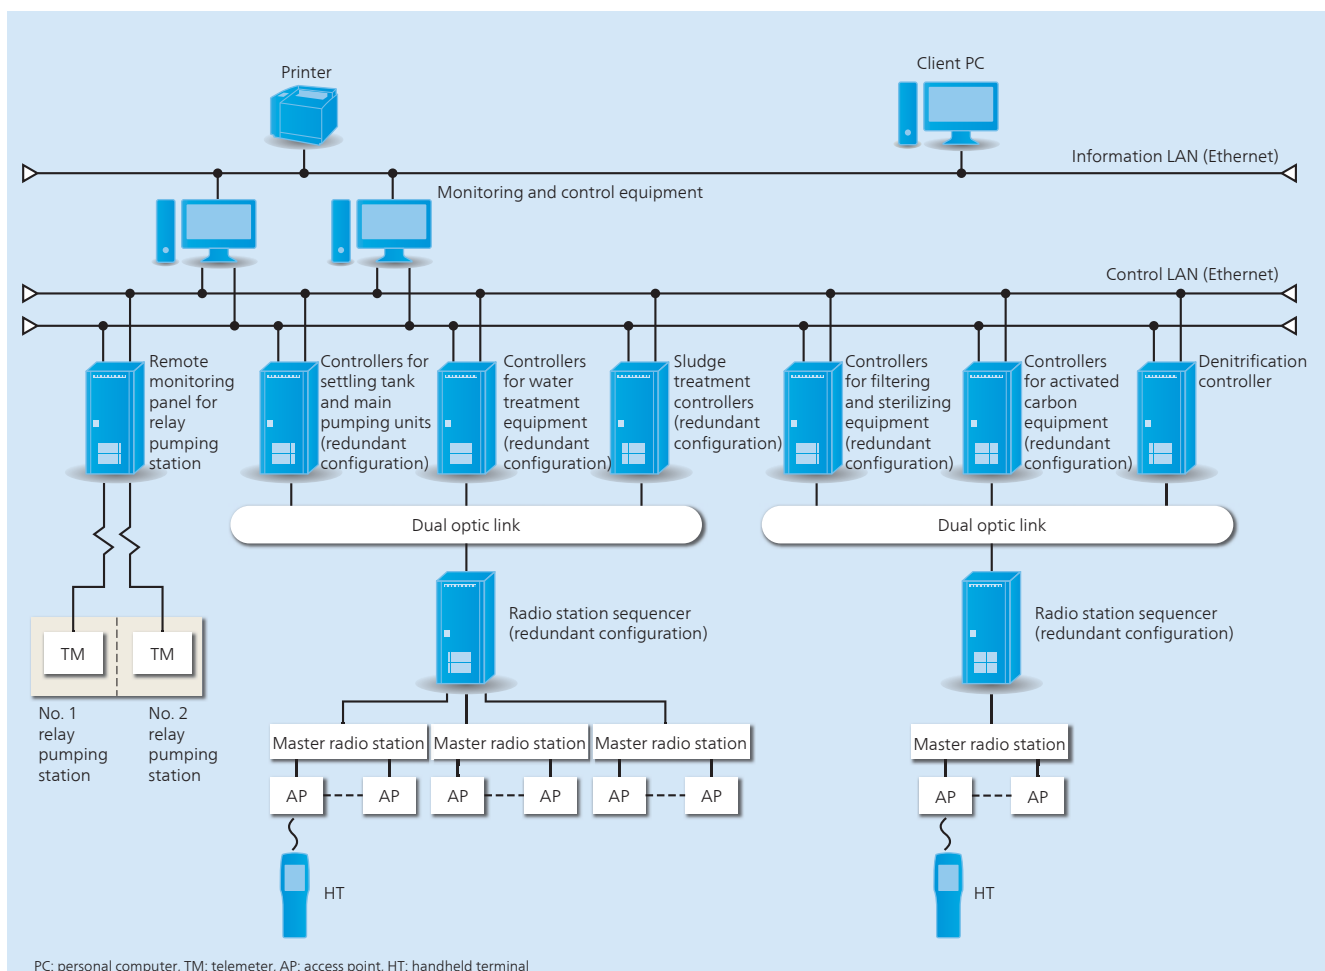 Printer
Client PC
Information LAN (Ethernet)
Monitoring and control equipment
Control LAN (Ethernet)
Remote
monitoring
panel for
relay
pumping
station
Controllers for
settling tank
and main
pumping units
(redundant
configuration)
Controllers
for water
treatment
equipment
(redundant
configuration)
Sludge
treatment
controllers
(redundant
configuration)
Controllers
for filtering
and sterilizing
equipment
(redundant
configuration)
Controllers
for activated
carbon
equipment
(redundant
configuration)
Denitrification
controller
Dual optic link
Dual optic link
Radio station sequencer
(redundant configuration)
Radio station sequencer
(redundant configuration)
TM
TM
No. 1
relay
pumping
station
No. 2
relay
pumping
station
Master radio station
Master radio station
Master radio station
Master radio station
AP
AP
AP
AP
AP
AP
AP
AP
HT
HT
PC: personal computer, TM: telemeter, AP: access point, HT: handheld terminal